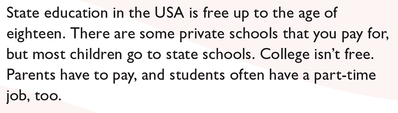 State education in the USA is free up to the age of
eighteen. There are some private schools that you pay for,
but most children go to state schools. College isn't free.
Parents have to pay, and students often have a part-time
job, too.